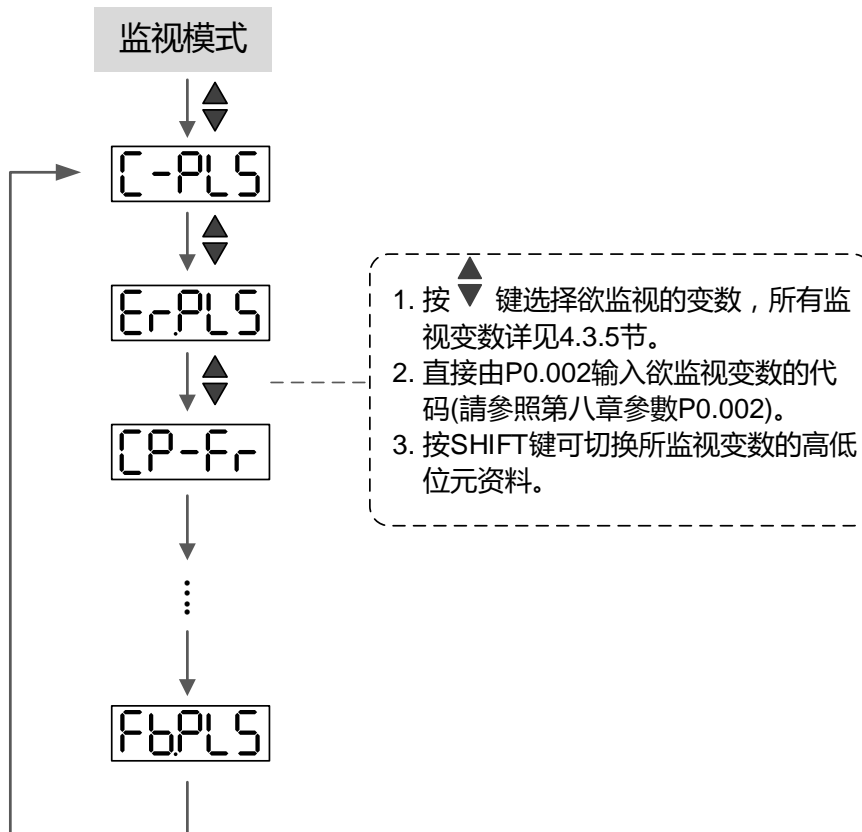 监视模式
C-PLS
Er.PLS
1. 按 ▲▼ 键选择欲监视的变数，所有监
视变数详见4.3.5节。
2. 直接由P0.002输入欲监视变数的代
码(請參照第八章參數P0.002)。
3. 按SHIFT键可切换所监视变数的高低
位元资料。
CP-Fr
Fb.PLS